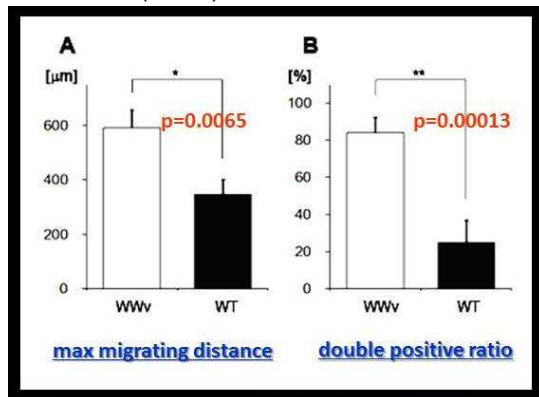 A
[μm]
*
p=0.0065
600
400
200
0
WWv WT
max migrating distance
B
[%]
**
p=0.00013
100
80
60
40
20
0
WWv WT
double positive ratio